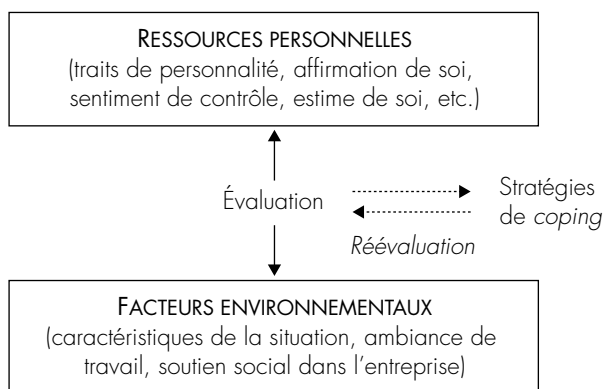 RESSOURCES PERSONNELLES
(traits de personnalité, affirmation de soi,
sentiment de contrôle, estime de soi, etc.)
Évaluation
Stratégies
de coping
Réévaluation
FACTEURS ENVIRONNEMENTAUX
(caractéristiques de la situation, ambiance de
travail, soutien social dans l'entreprise)